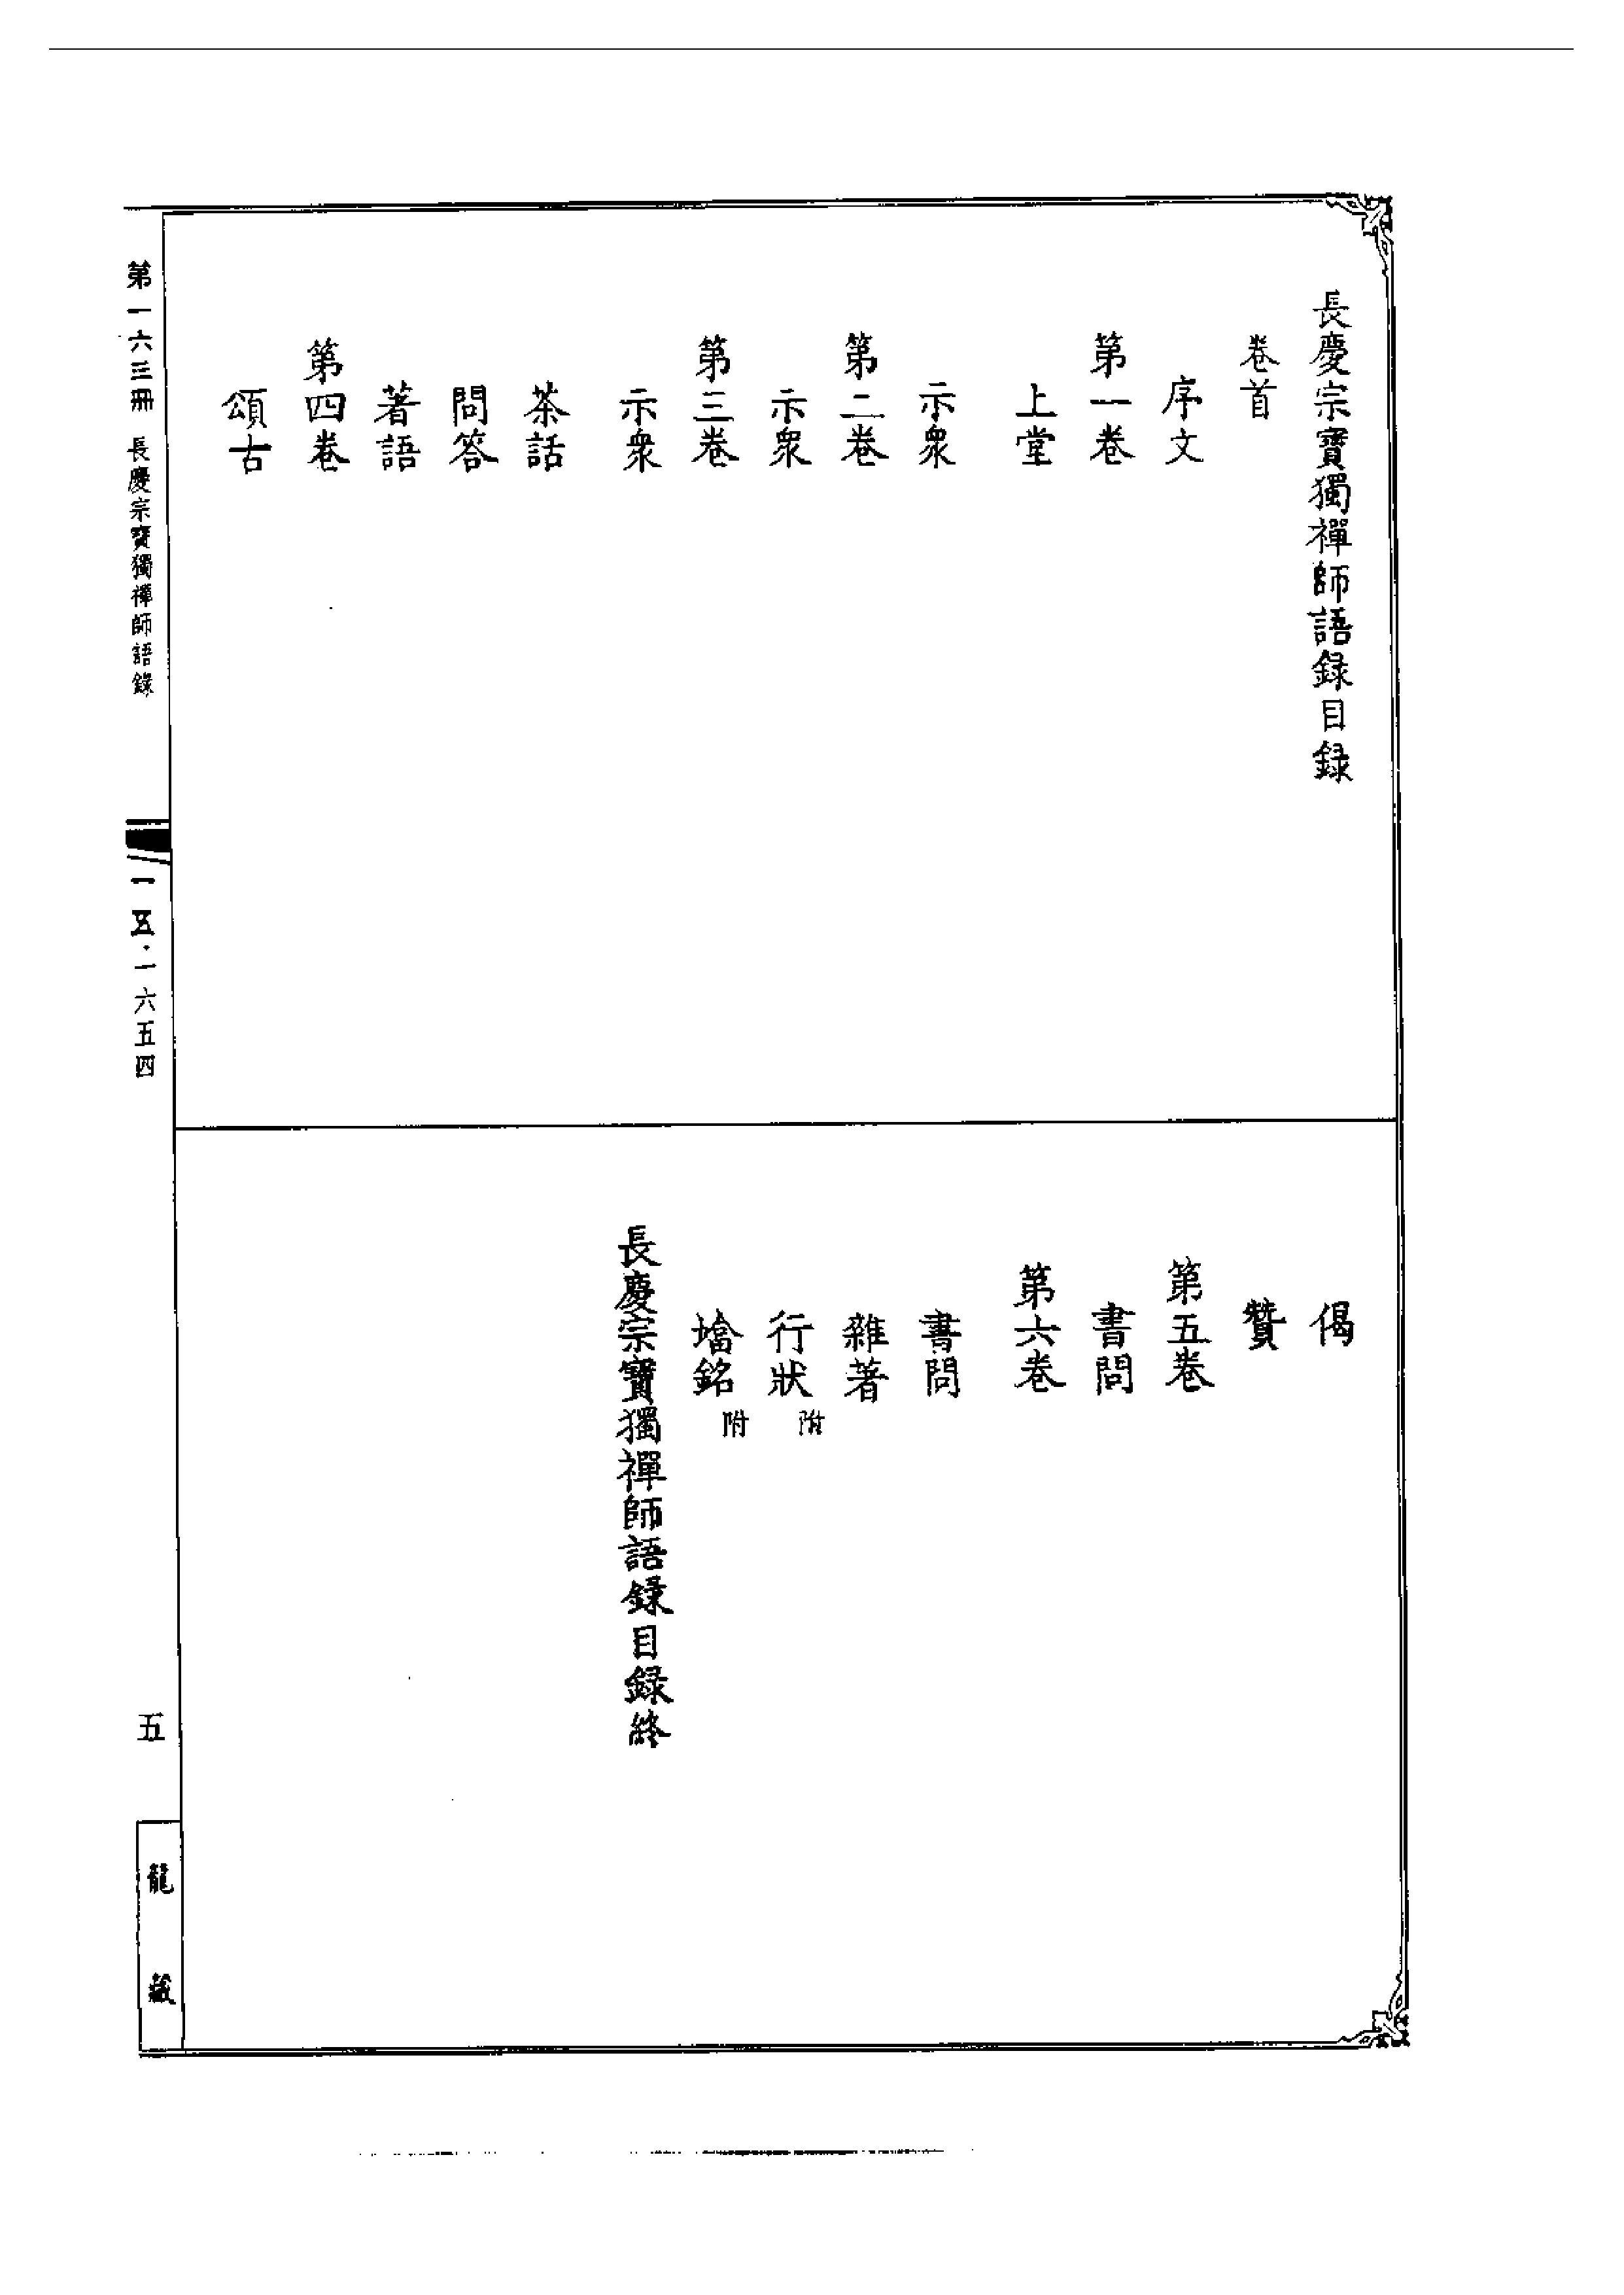 長慶宗寶獨禪師語録目録
卷首
序文
第一卷
上堂
示衆
第二卷
示衆
第三卷
示衆
茶話
問答
著語
第四卷
頌古
偈
贊
第五卷
書問
第六卷
書問
雜著
行狀附
塔銘附
長慶宗寶獨禪師語録目録終
第一六三冊 長慶宗寶獨禪師語錄
一五·一六五四
五
龍藏